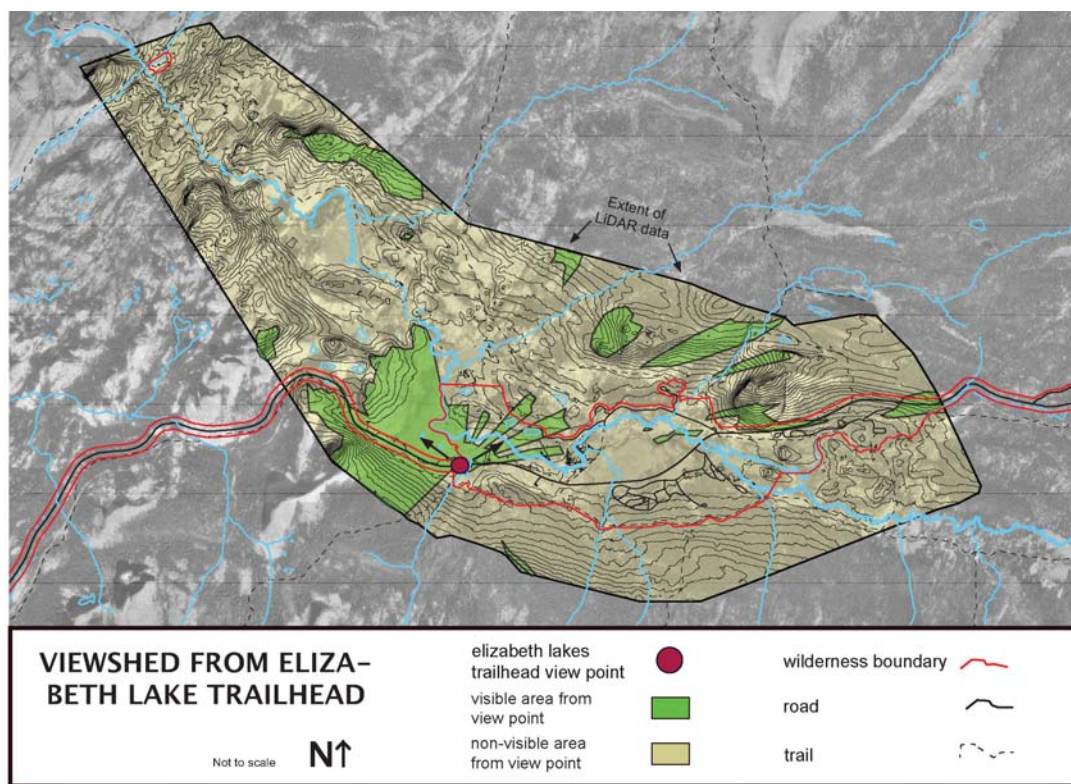 Extent of
LiDAR data
VIEWSHED FROM ELIZA-
BETH LAKE TRAILHEAD
Not to scale
N↑
elizabeth lakes
trailhead view point
visible area from
view point
non-visible area
from view point
wilderness boundary
road
trail